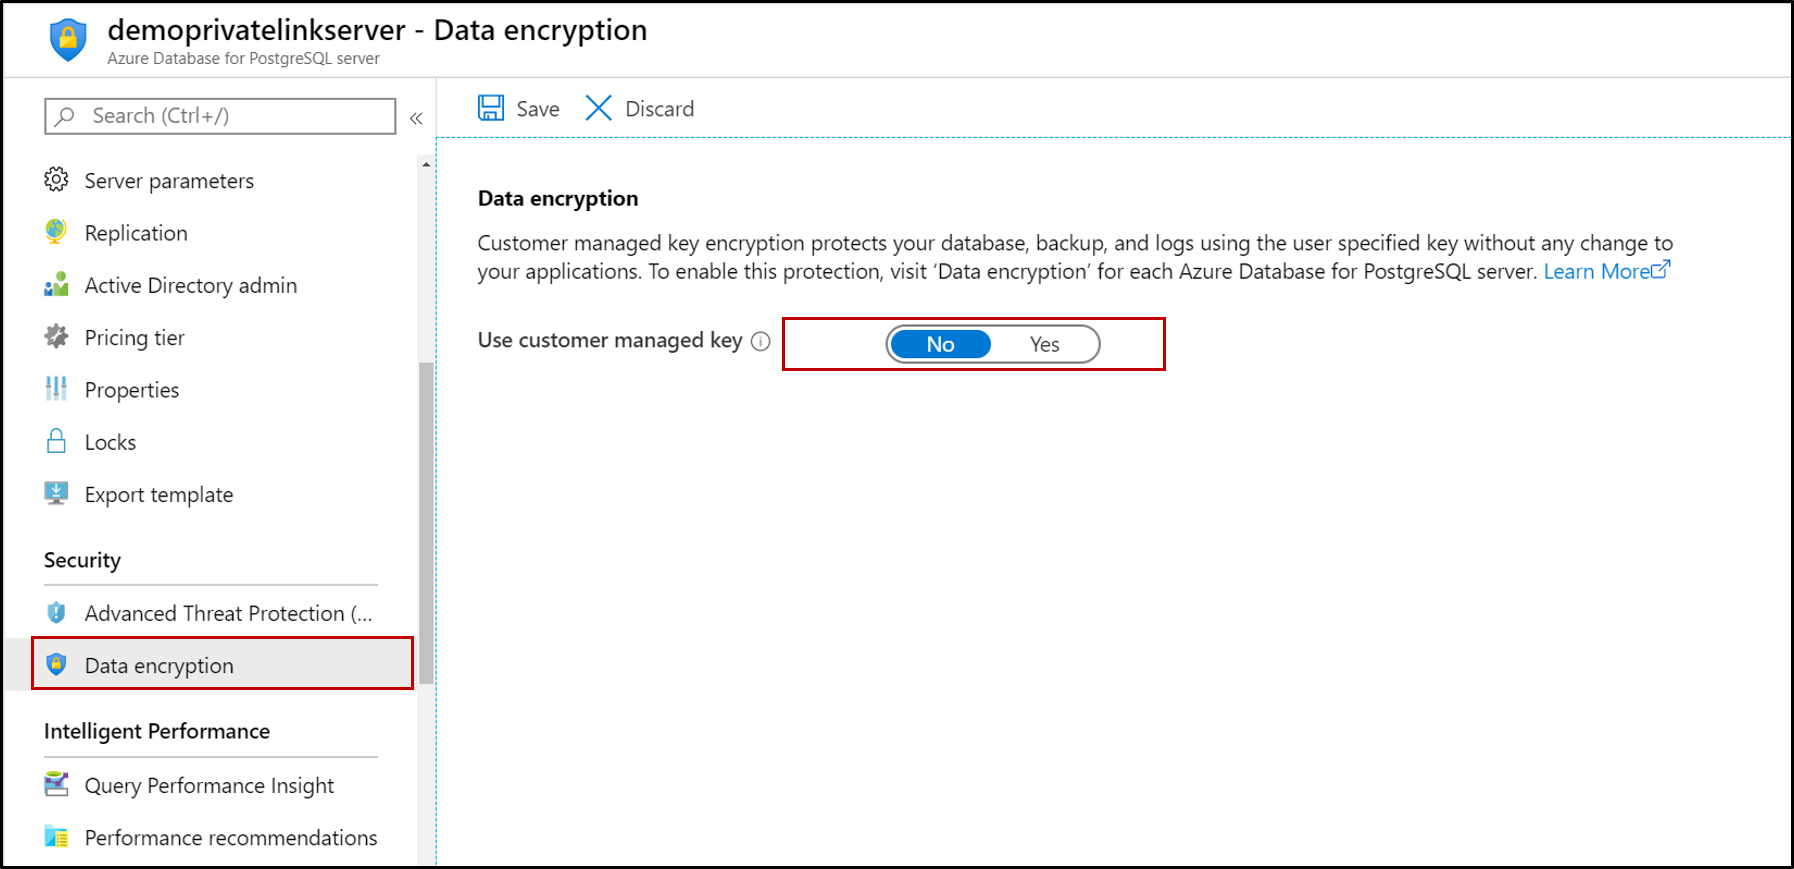 demoprivatelinkserver - Data encryption
Azure Database for PostgreSQL server
Search (Ctrl+/)
«
Server parameters
Replication
Active Directory admin
Pricing tier
Properties
Locks
Export template
Security
Advanced Threat Protection (...
Data encryption
Intelligent Performance
Query Performance Insight
Performance recommendations
Save
Discard
Data encryption
Customer managed key encryption protects your database, backup, and logs using the user specified key without any change to
your applications. To enable this protection, visit ‘Data encryption’ for each Azure Database for PostgreSQL server. Learn More
Use customer managed key
No
Yes